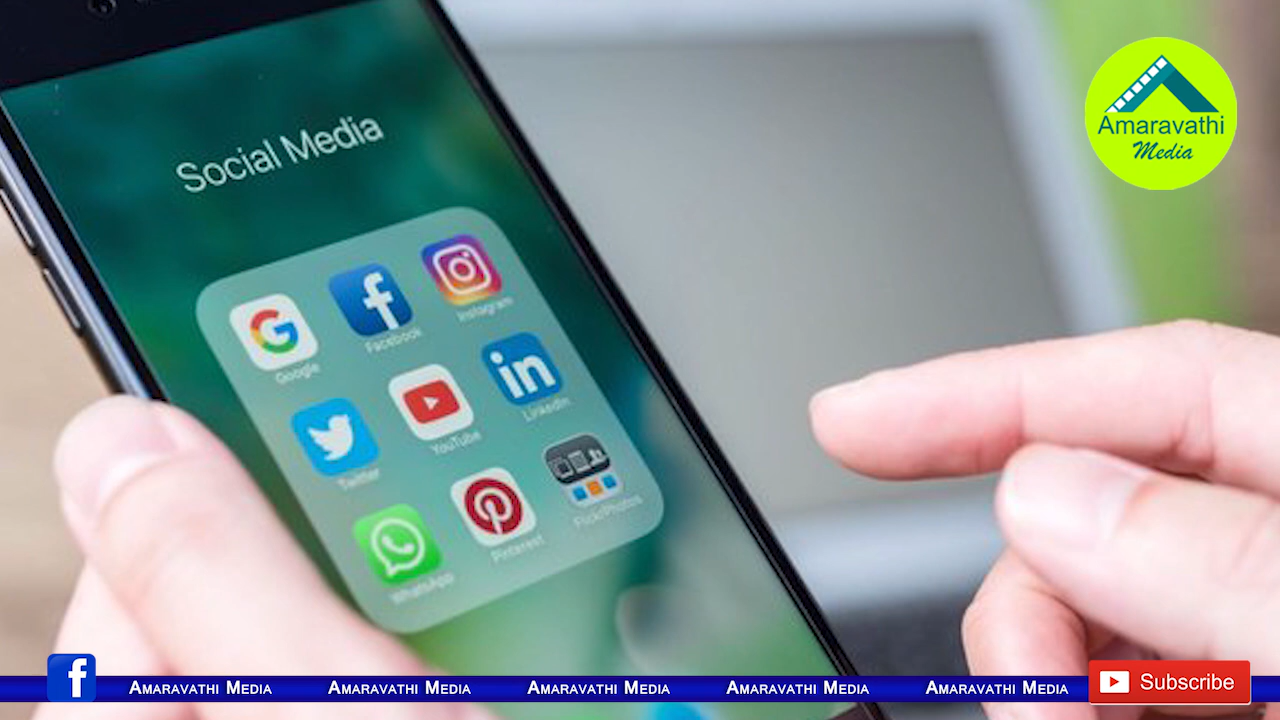 Social Media
Google
Facebook
Instagram
Twitter
YouTube
LinkedIn
WhatsApp
Pinterest
FlickrPhotos
Amaravathi
Media
Amaravathi Media Amaravathi Media Amaravathi Media Amaravathi Media Amaravathi Media
Subscribe